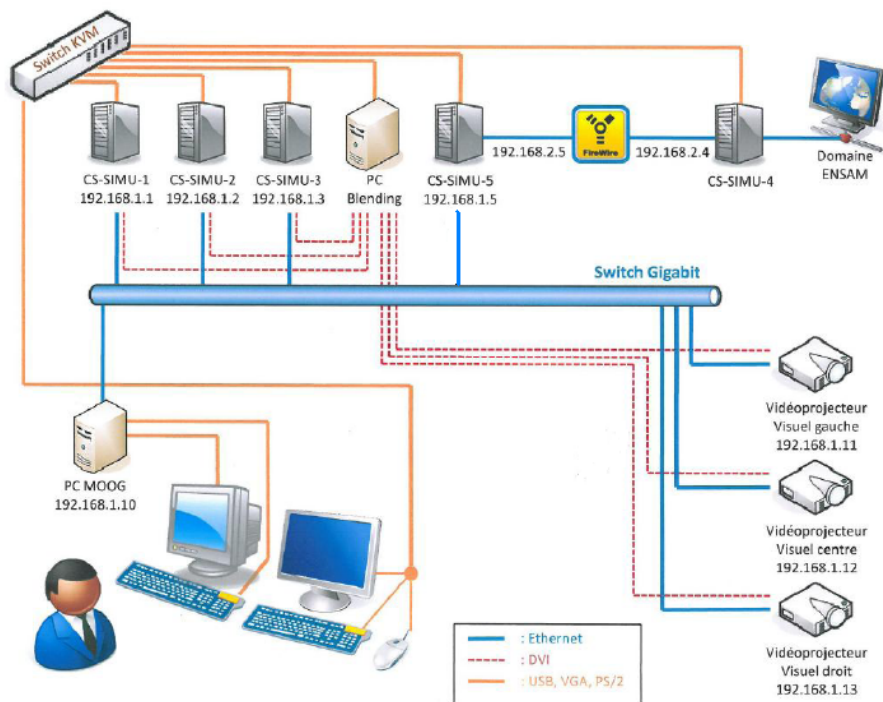 Switch KVM
CS-SIMU-1
192.168.1.1
CS-SIMU-2
192.168.1.2
CS-SIMU-3
192.168.1.3
PC
Blending
CS-SIMU-5
192.168.1.5
192.168.2.5
FireWire
192.168.2.4
CS-SIMU-4
Domaine
ENSAM
Switch Gigabit
Vidéoprojecteur
Visuel gauche
192.168.1.11
PC MOOG
192.168.1.10
Vidéoprojecteur
Visuel centre
192.168.1.12
Vidéoprojecteur
Visuel droit
192.168.1.13
: Ethernet
: DVI
: USB, VGA, PS/2